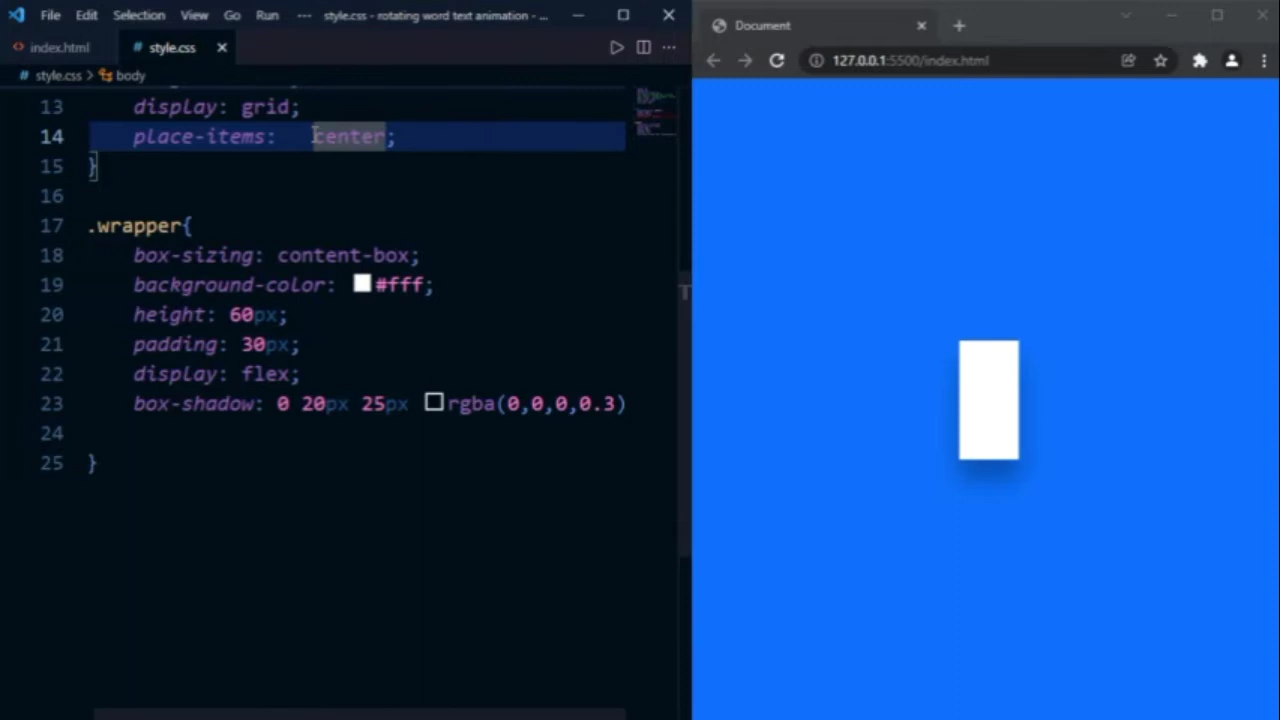 File Edit Selection View Go Run ··· style.css - rotating word text animation - ...
index.html # style.css
# style.css > body
13 display: grid;
14 place-items: center;
15 }
16
17 .wrapper{
18 box-sizing: content-box;
19 background-color: #fff;
20 height: 60px;
21 padding: 30px;
22 display: flex;
23 box-shadow: 0 20px 25px rgba(0,0,0,0.3)
24
25 }
T
Document
127.0.0.1:5500/index.html